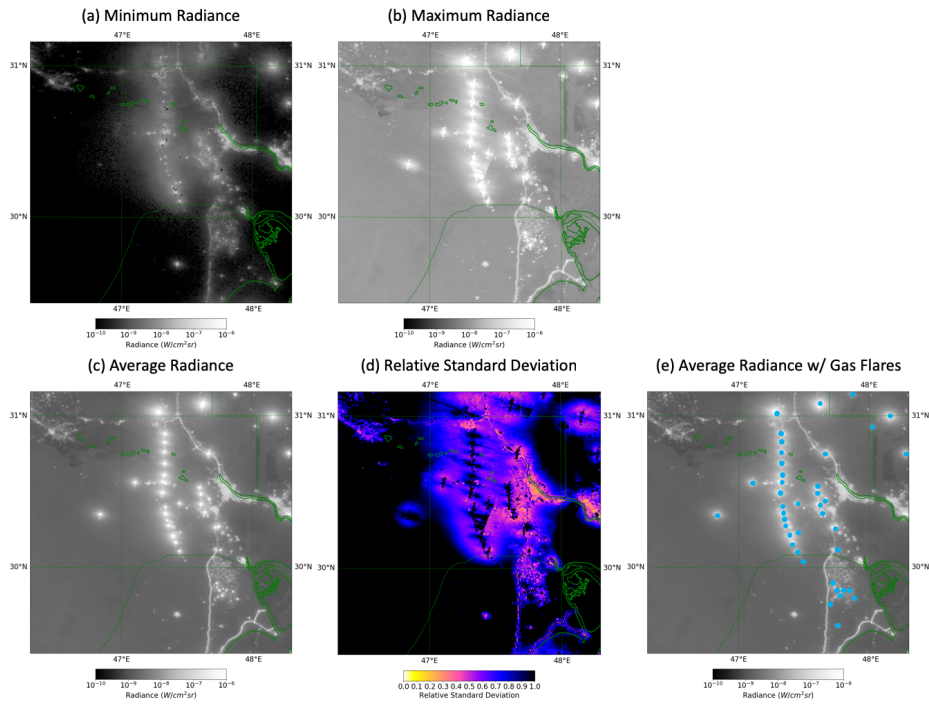 (a) Minimum Radiance
(b) Maximum Radiance
47°E 48°E
47°E 48°E
31°N
31°N 31°N
30°N
30°N 30°N
47°E 48°E
47°E 48°E
10⁻¹⁰ 10⁻⁹ 10⁻⁸ 10⁻⁷ 10⁻⁶
Radiance (W/cm²sr)
10⁻¹⁰ 10⁻⁹ 10⁻⁸ 10⁻⁷ 10⁻⁶
Radiance (W/cm²sr)
(c) Average Radiance
(d) Relative Standard Deviation
(e) Average Radiance w/ Gas Flares
47°E 48°E
47°E 48°E
47°E 48°E
31°N
31°N 31°N
31°N 31°N
30°N
30°N 30°N
30°N 30°N
47°E 48°E
47°E 48°E
47°E 48°E
10⁻¹⁰ 10⁻⁹ 10⁻⁸ 10⁻⁷ 10⁻⁶
Radiance (W/cm²sr)
0.0 0.1 0.2 0.3 0.4 0.5 0.6 0.7 0.8 0.9 1.0
Relative Standard Deviation
10⁻¹⁰ 10⁻⁹ 10⁻⁸ 10⁻⁷ 10⁻⁶
Radiance (W/cm²sr)